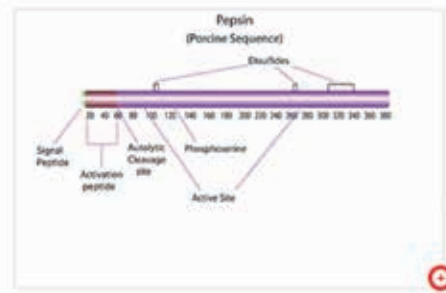 Pepsin
(Porcine Sequence)
Disulfides
20 40 60 80 100 120 140 160 180 200 220 240 260 280 300 320 340 360 380
Signal
Peptide
Activation
peptide
Autolytic
Cleavage
site
Phosphoserine
Active Site